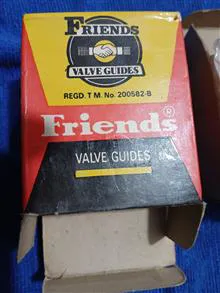 FRIENDS
VALVE GUIDES
REGD. T M. No. 200582-B
Friends ®
VALVE GUIDES